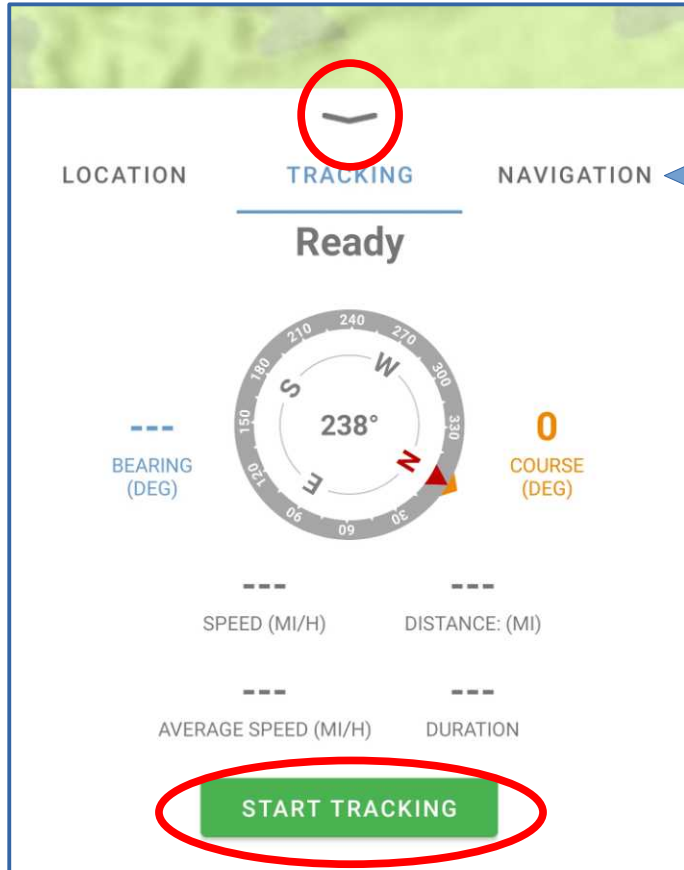 LOCATION TRACKING NAVIGATION
Ready
240
210 270
180 300
W
S
150 238° 330
N
E
120
90 60 30
--- 0
BEARING COURSE
(DEG) (DEG)
--- ---
SPEED (MI/H) DISTANCE: (MI)
--- ---
AVERAGE SPEED (MI/H) DURATION
START TRACKING